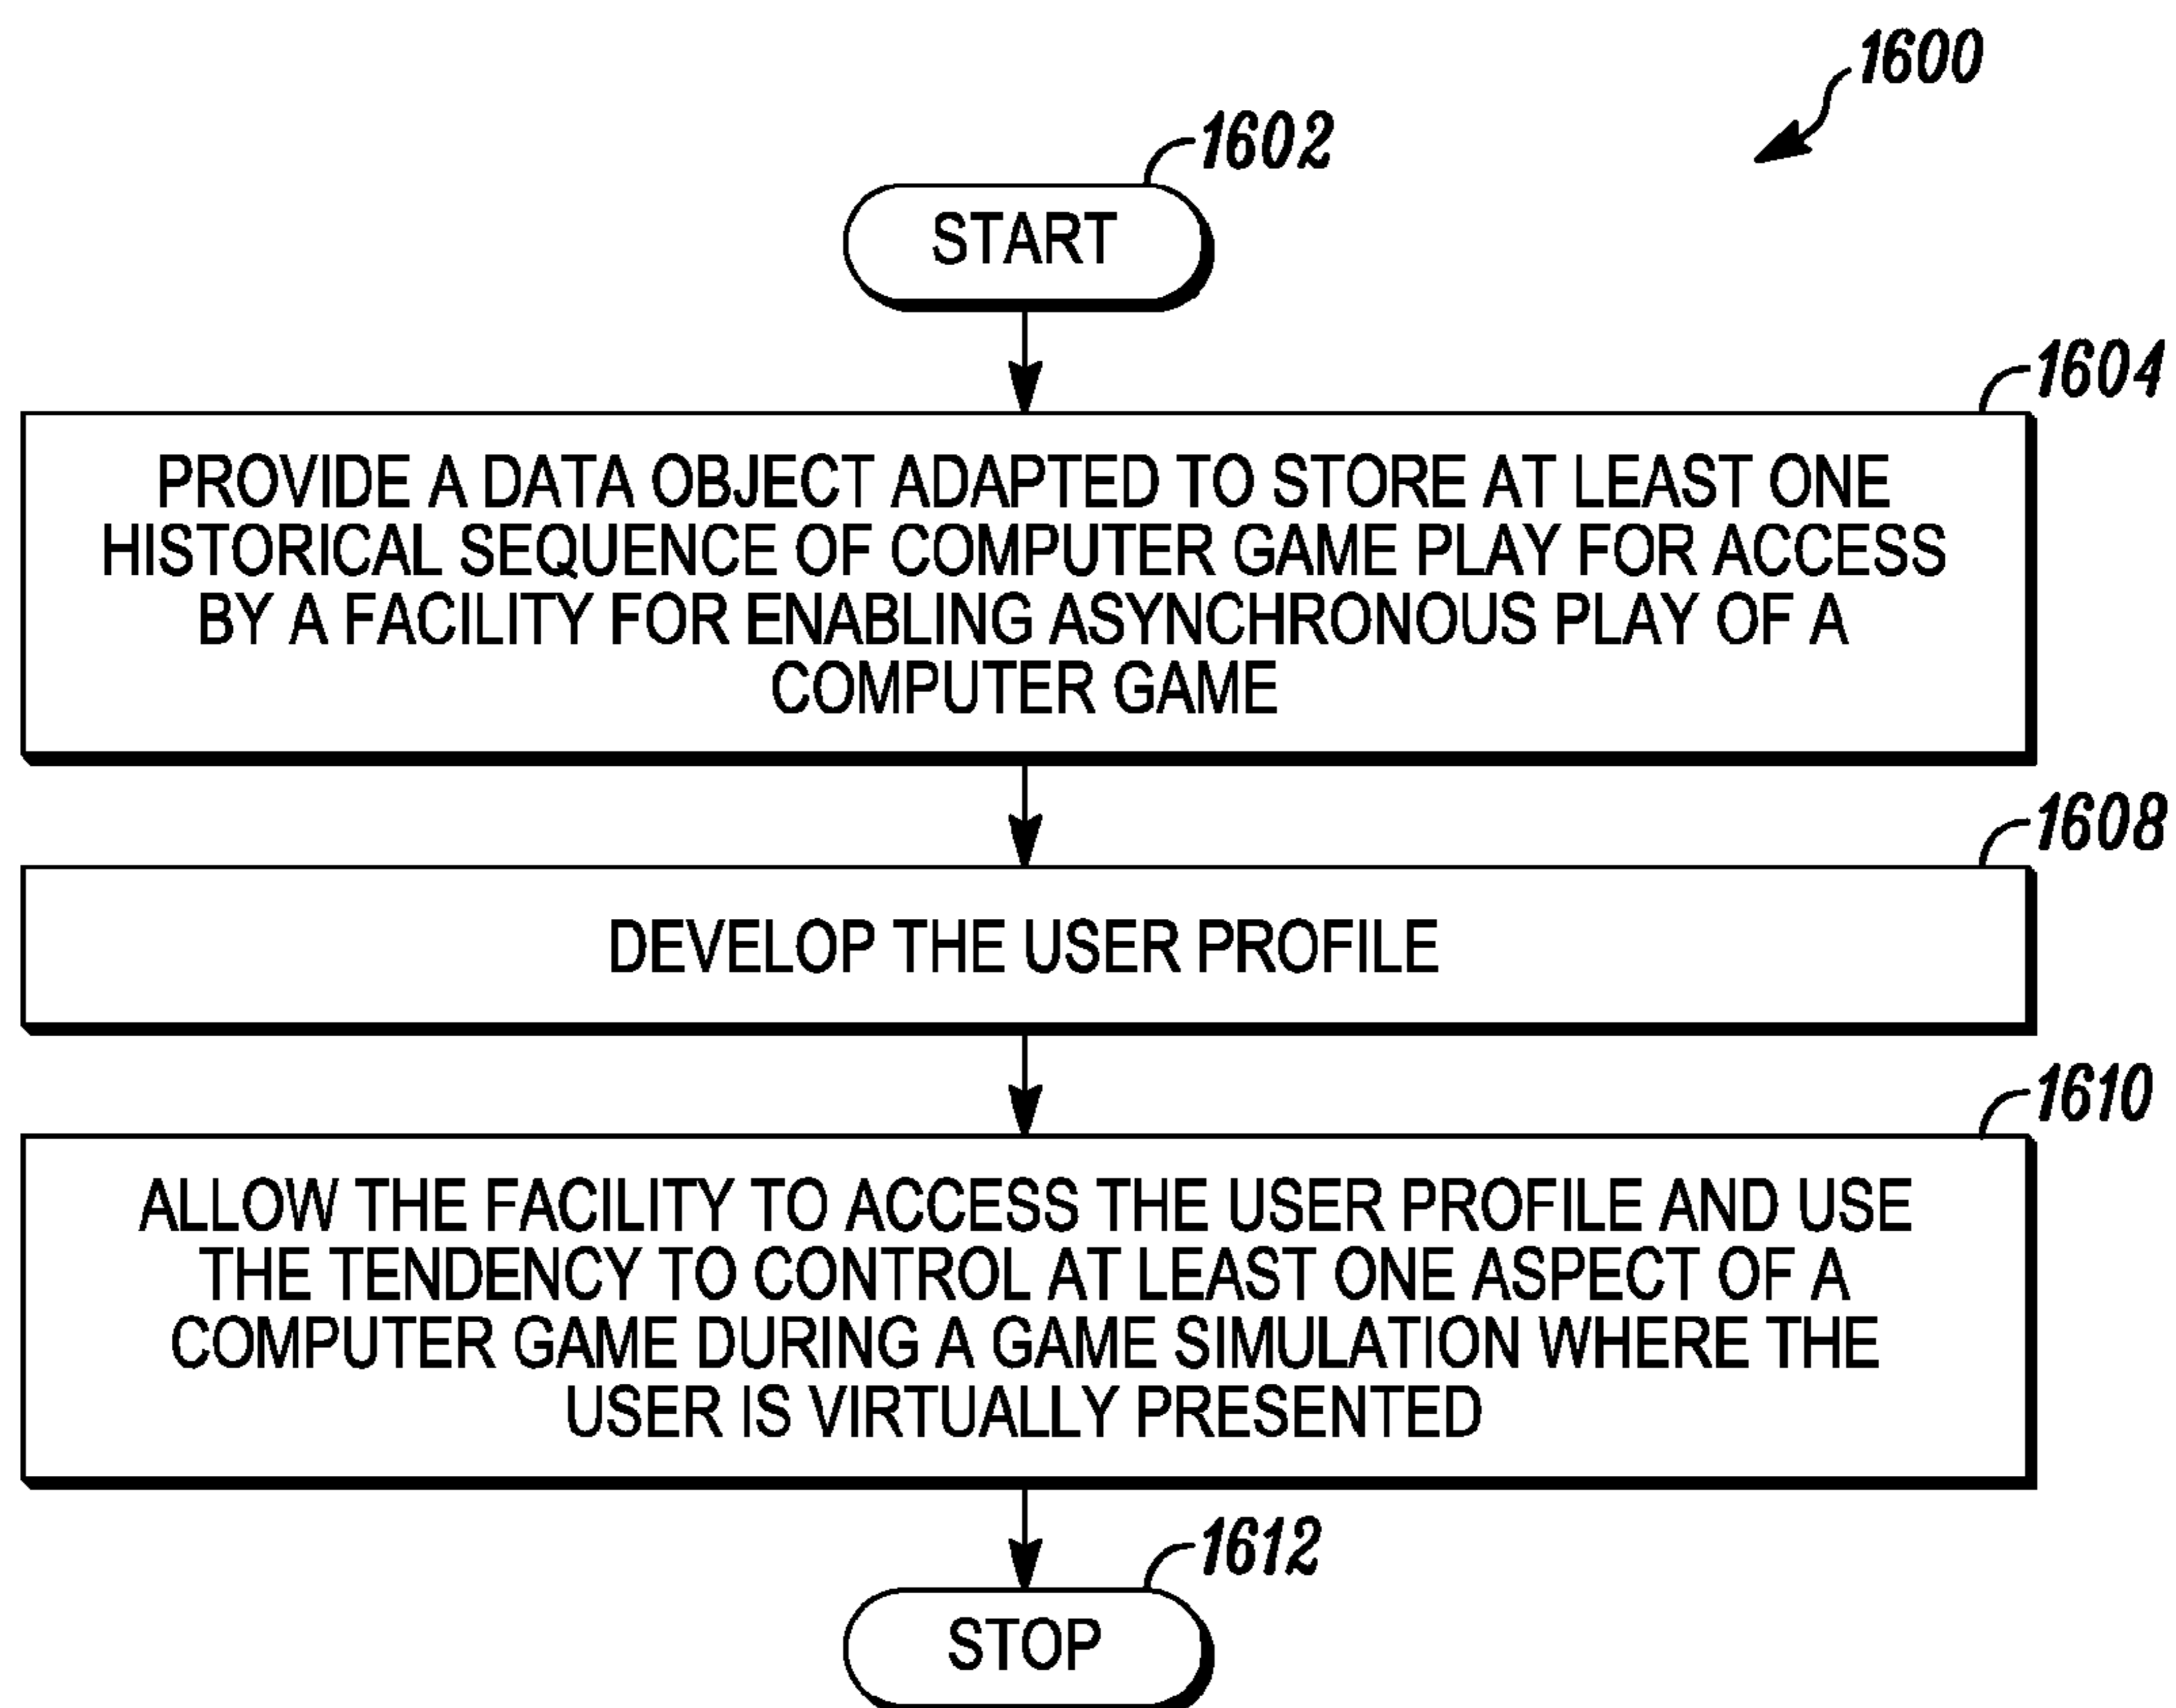 1600
1602
START
1604
PROVIDE A DATA OBJECT ADAPTED TO STORE AT LEAST ONE
HISTORICAL SEQUENCE OF COMPUTER GAME PLAY FOR ACCESS
BY A FACILITY FOR ENABLING ASYNCHRONOUS PLAY OF A
COMPUTER GAME
1608
DEVELOP THE USER PROFILE
1610
ALLOW THE FACILITY TO ACCESS THE USER PROFILE AND USE
THE TENDENCY TO CONTROL AT LEAST ONE ASPECT OF A
COMPUTER GAME DURING A GAME SIMULATION WHERE THE
USER IS VIRTUALLY PRESENTED
1612
STOP